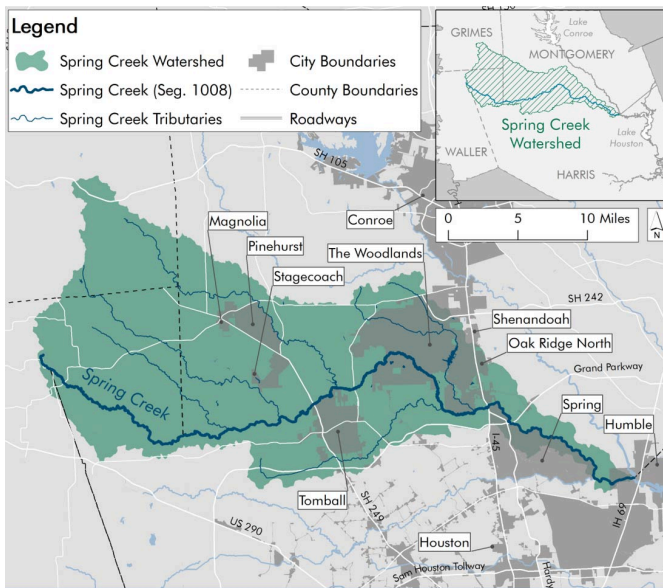 Legend
Spring Creek Watershed
City Boundaries
Spring Creek (Seg. 1008)
County Boundaries
Spring Creek Tributaries
Roadways
GRIMES
Lake
Conroe
MONTGOMERY
Spring Creek
Watershed
Lake
Houston
WALLER
HARRIS
0 5 10 Miles
N
SH 105
Conroe
Magnolia
Pinehurst
The Woodlands
Stagecoach
SH 242
Shenandoah
Oak Ridge North
Grand Parkway
Spring Creek
Spring
Humble
I-45
Tomball
SH 249
IH 69
US 290
Houston
Sam Houston Tollway
Hardy